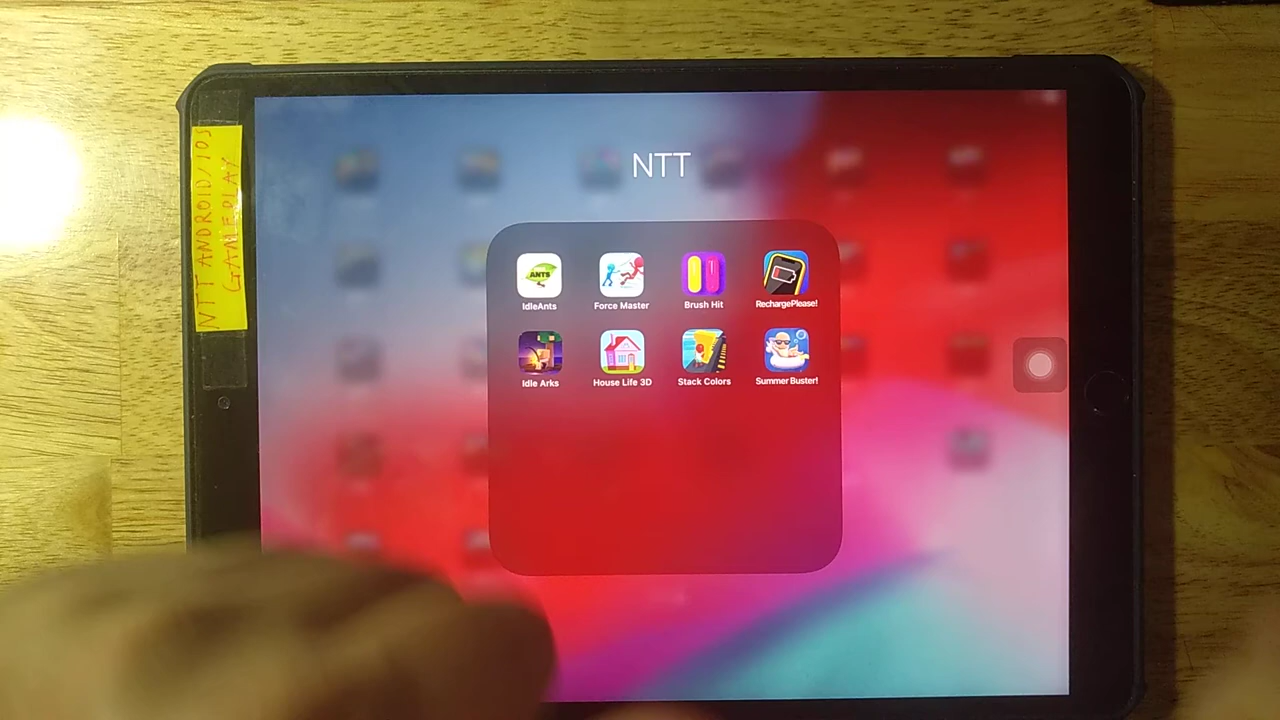 NTT ANDROID/IOS
GAMEPLAY
NTT
ANTS
IdleAnts
Force Master
Brush Hit
RechargePlease!
Idle Arks
House Life 3D
Stack Colors
Summer Buster!